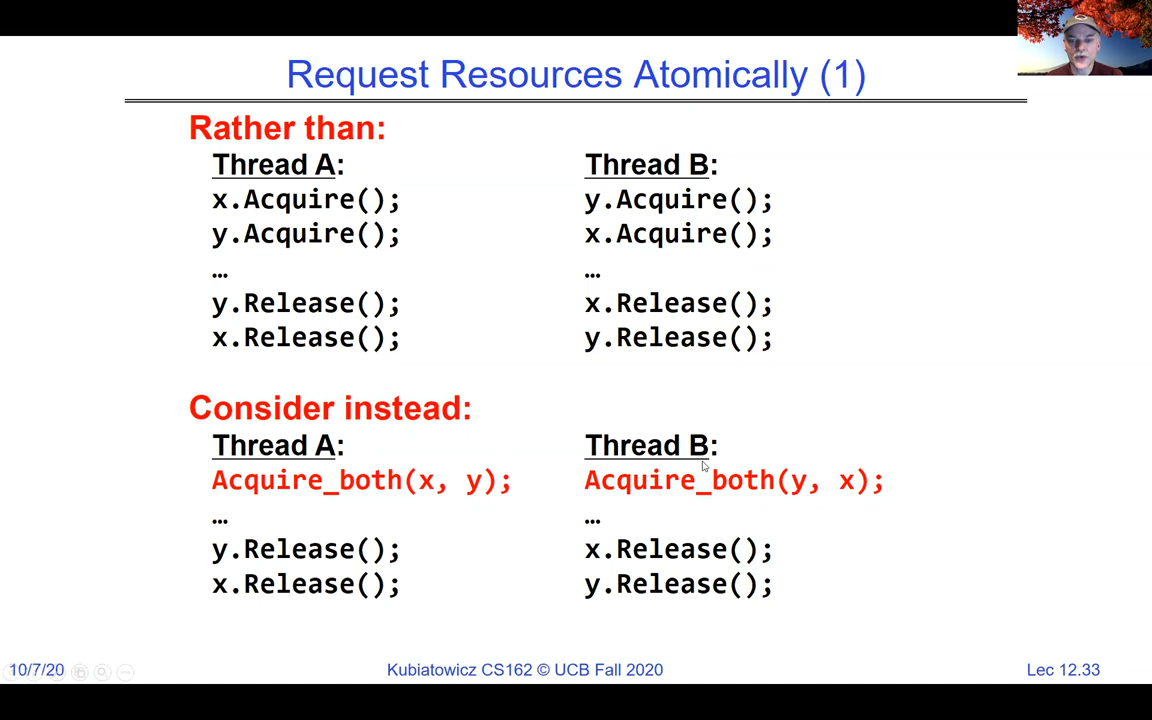 Request Resources Atomically (1)
Rather than:
Thread A:
x.Acquire();
y.Acquire();
…
y.Release();
x.Release();
Thread B:
y.Acquire();
x.Acquire();
…
x.Release();
y.Release();
Consider instead:
Thread A:
Acquire_both(x, y);
…
y.Release();
x.Release();
Thread B:
Acquire_both(y, x);
…
x.Release();
y.Release();
10/7/20
Kubiatowicz CS162 © UCB Fall 2020
Lec 12.33